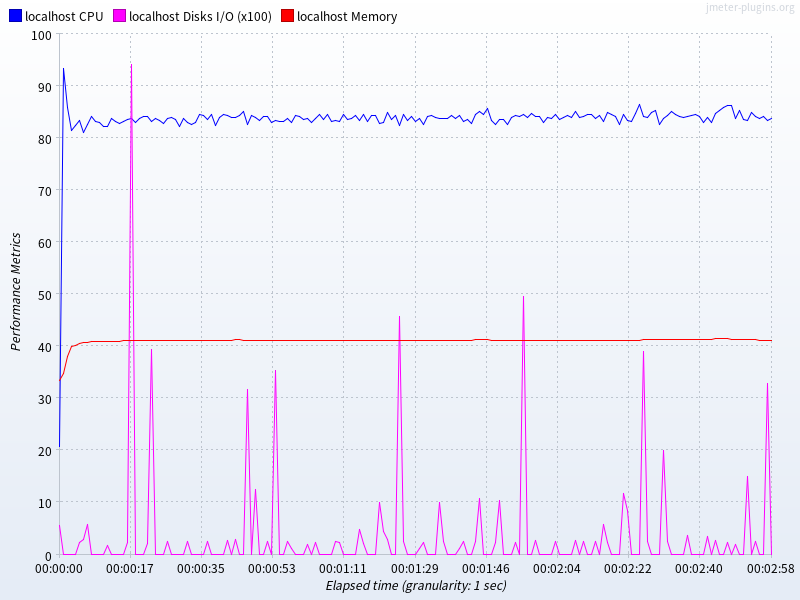 jmeter-plugins.org
localhost CPU localhost Disks I/O (x100) localhost Memory
100
90
80
70
60
50
40
30
20
10
0
Performance Metrics
00:00:00 00:00:17 00:00:35 00:00:53 00:01:11 00:01:29 00:01:46 00:02:04 00:02:22 00:02:40 00:02:58
Elapsed time (granularity: 1 sec)